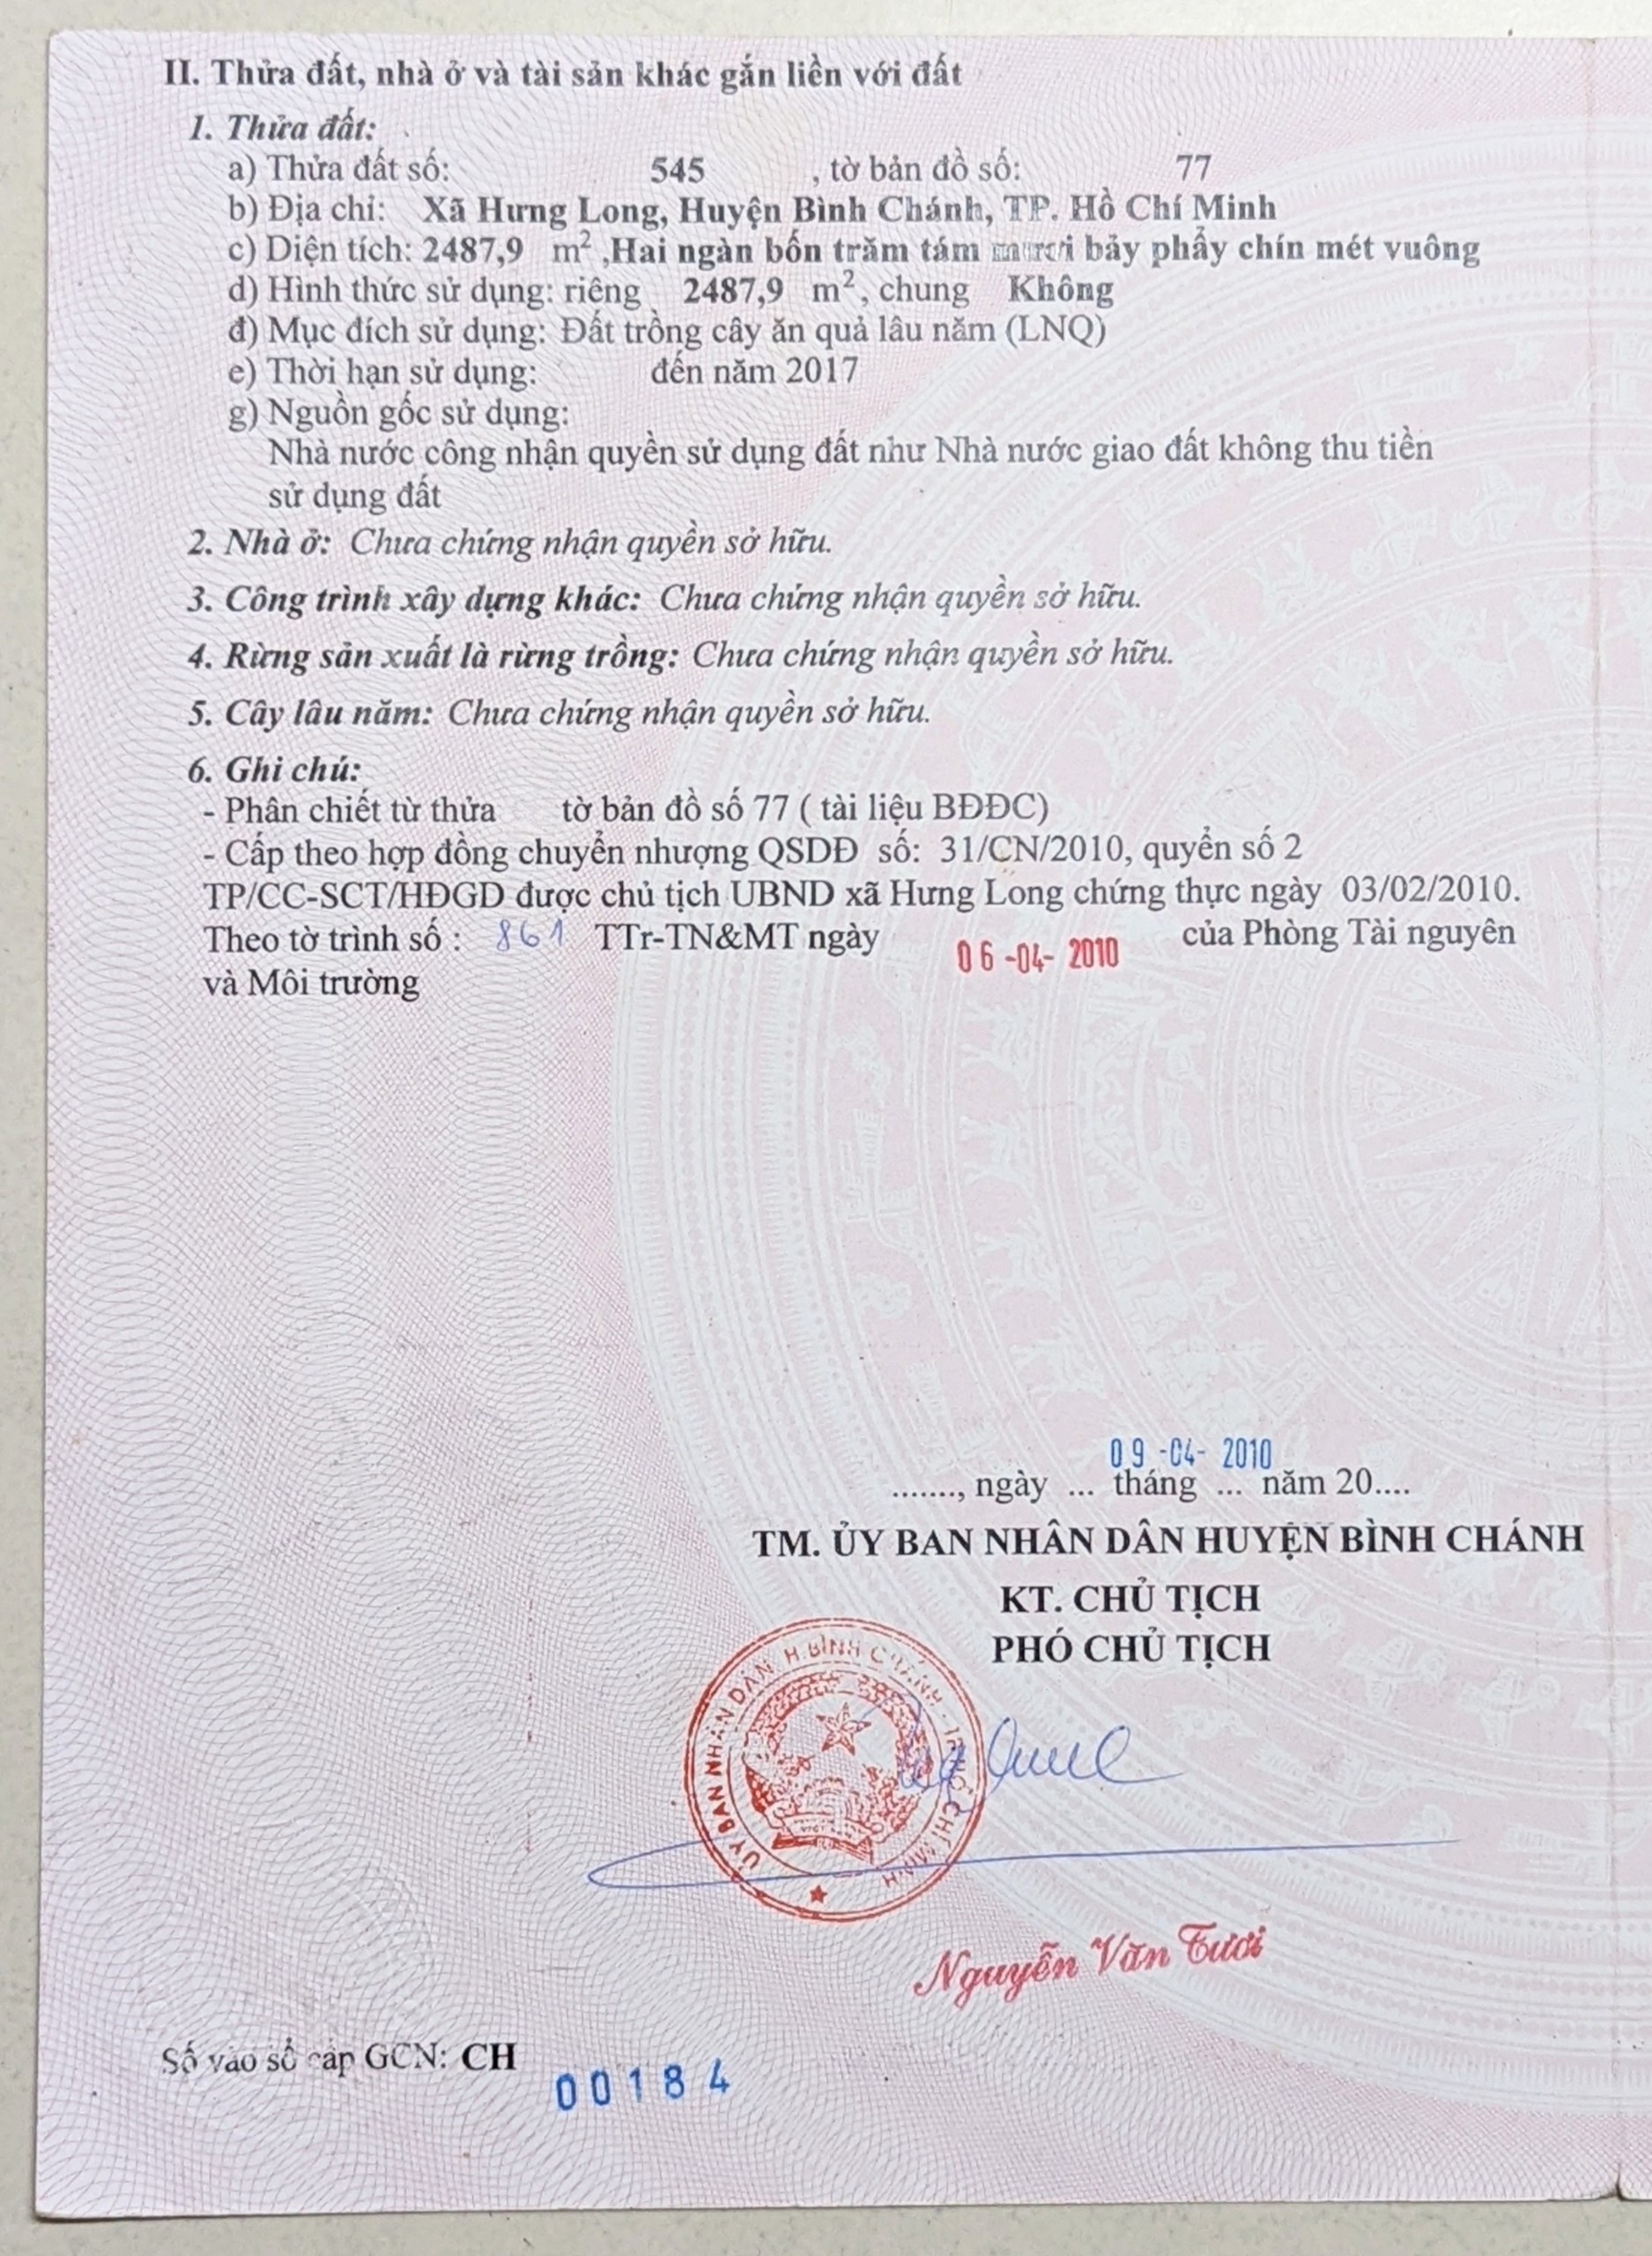 II. Thửa đất, nhà ở và tài sản khác gắn liền với đất
1. Thửa đất:
a) Thửa đất số: 545 , tờ bản đồ số: 77
b) Địa chỉ: Xã Hưng Long, Huyện Bình Chánh, TP. Hồ Chí Minh
c) Diện tích: 2487,9 m² ,Hai ngàn bốn trăm tám mươi bảy phẩy chín mét vuông
d) Hình thức sử dụng: riêng 2487,9 m², chung Không
đ) Mục đích sử dụng: Đất trồng cây ăn quả lâu năm (LNQ)
e) Thời hạn sử dụng: đến năm 2017
g) Nguồn gốc sử dụng:
Nhà nước công nhận quyền sử dụng đất như Nhà nước giao đất không thu tiền
sử dụng đất
2. Nhà ở: Chưa chứng nhận quyền sở hữu.
3. Công trình xây dựng khác: Chưa chứng nhận quyền sở hữu.
4. Rừng sản xuất là rừng trồng: Chưa chứng nhận quyền sở hữu.
5. Cây lâu năm: Chưa chứng nhận quyền sở hữu.
6. Ghi chú:
- Phân chiết từ thửa tờ bản đồ số 77 ( tài liệu BĐĐC)
- Cấp theo hợp đồng chuyển nhượng QSDĐ số: 31/CN/2010, quyển số 2
TP/CC-SCT/HĐGD được chủ tịch UBND xã Hưng Long chứng thực ngày 03/02/2010.
Theo tờ trình số : 861 TTr-TN&MT ngày 06-04-2010 của Phòng Tài nguyên
và Môi trường
09-04-2010
......., ngày ... tháng ... năm 20....
TM. ỦY BAN NHÂN DÂN HUYỆN BÌNH CHÁNH
KT. CHỦ TỊCH
PHÓ CHỦ TỊCH
ỦY BAN NHÂN DÂN H.BÌNH CHÁNH - TP.HỒ CHÍ MINH
Nguyễn Văn Tươi
Số vào sổ cấp GCN: CH 00184